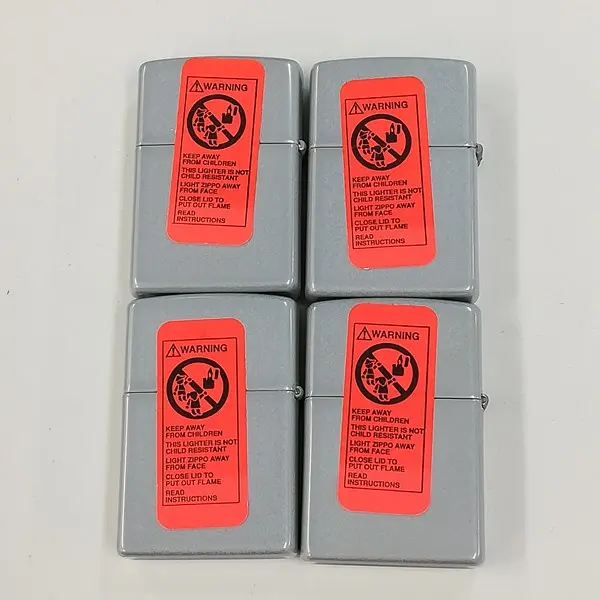 ⚠WARNING
KEEP AWAY
FROM CHILDREN
THIS LIGHTER IS NOT
CHILD RESISTANT
LIGHT ZIPPO AWAY
FROM FACE
CLOSE LID TO
PUT OUT FLAME
READ
INSTRUCTIONS
⚠WARNING
KEEP AWAY
FROM CHILDREN
THIS LIGHTER IS NOT
CHILD RESISTANT
LIGHT ZIPPO AWAY
FROM FACE
CLOSE LID TO
PUT OUT FLAME
READ
INSTRUCTIONS
⚠WARNING
KEEP AWAY
FROM CHILDREN
THIS LIGHTER IS NOT
CHILD RESISTANT
LIGHT ZIPPO AWAY
FROM FACE
CLOSE LID TO
PUT OUT FLAME
READ
INSTRUCTIONS
⚠WARNING
KEEP AWAY
FROM CHILDREN
THIS LIGHTER IS NOT
CHILD RESISTANT
LIGHT ZIPPO AWAY
FROM FACE
CLOSE LID TO
PUT OUT FLAME
READ
INSTRUCTIONS